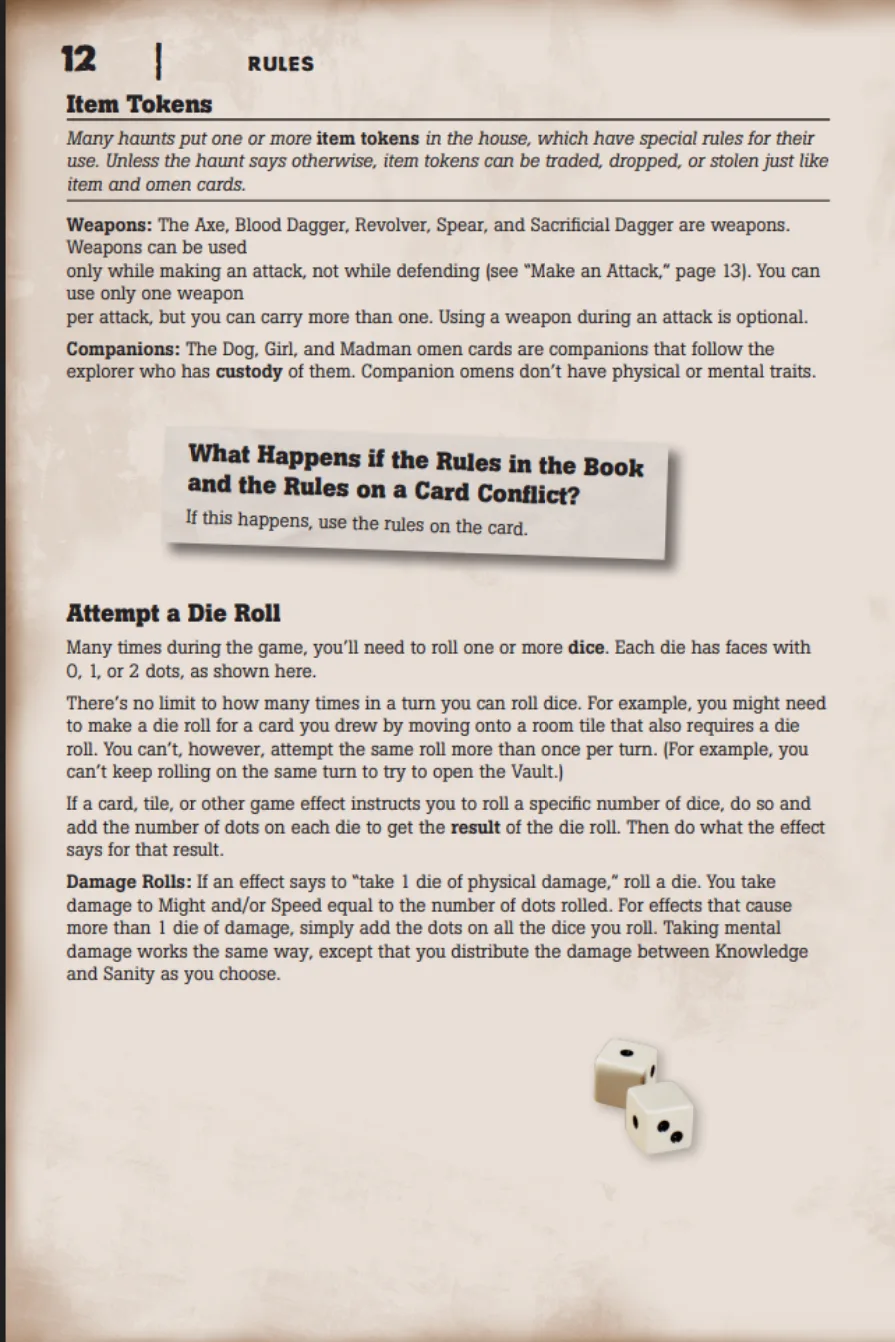 12 | RULES
Item Tokens
Many haunts put one or more item tokens in the house, which have special rules for their
use. Unless the haunt says otherwise, item tokens can be traded, dropped, or stolen just like
item and omen cards.
Weapons: The Axe, Blood Dagger, Revolver, Spear, and Sacrificial Dagger are weapons.
Weapons can be used
only while making an attack, not while defending (see "Make an Attack," page 13). You can
use only one weapon
per attack, but you can carry more than one. Using a weapon during an attack is optional.
Companions: The Dog, Girl, and Madman omen cards are companions that follow the
explorer who has custody of them. Companion omens don't have physical or mental traits.
What Happens if the Rules in the Book
and the Rules on a Card Conflict?
If this happens, use the rules on the card.
Attempt a Die Roll
Many times during the game, you'll need to roll one or more dice. Each die has faces with
0, 1, or 2 dots, as shown here.
There's no limit to how many times in a turn you can roll dice. For example, you might need
to make a die roll for a card you drew by moving onto a room tile that also requires a die
roll. You can't, however, attempt the same roll more than once per turn. (For example, you
can't keep rolling on the same turn to try to open the Vault.)
If a card, tile, or other game effect instructs you to roll a specific number of dice, do so and
add the number of dots on each die to get the result of the die roll. Then do what the effect
says for that result.
Damage Rolls: If an effect says to "take 1 die of physical damage," roll a die. You take
damage to Might and/or Speed equal to the number of dots rolled. For effects that cause
more than 1 die of damage, simply add the dots on all the dice you roll. Taking mental
damage works the same way, except that you distribute the damage between Knowledge
and Sanity as you choose.